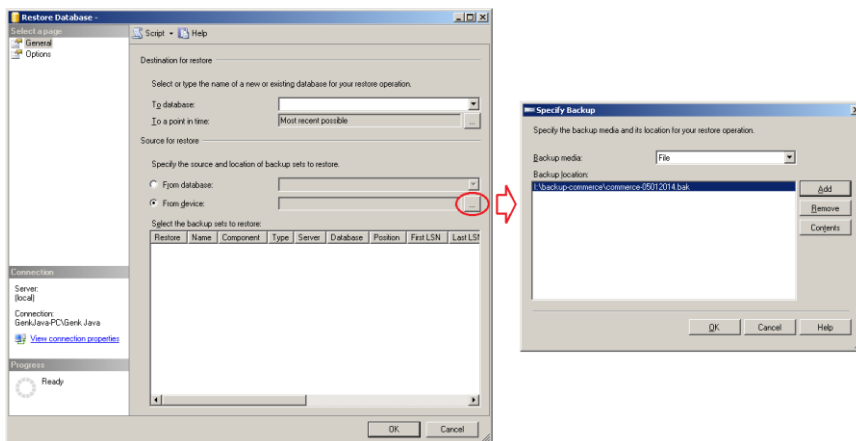 Restore Database -
Select a page
General
Options
Script
Help
Destination for restore
Select or type the name of a new or existing database for your restore operation.
To database:
To a point in time:
Most recent possible
...
Source for restore
Specify the source and location of backup sets to restore.
From database:
From device:
...
Select the backup sets to restore:
Restore Name Component Type Server Database Position First LSN Last LSN
Connection
Server:
(local)
Connection:
GenkJava-PC\Genk Java
View connection properties
Progress
Ready
OK Cancel
Specify Backup
Specify the backup media and its location for your restore operation.
Backup media:
File
Backup location:
I:\backup-commerce\commerce-05012014.bak
Add
Remove
Contents
OK Cancel Help